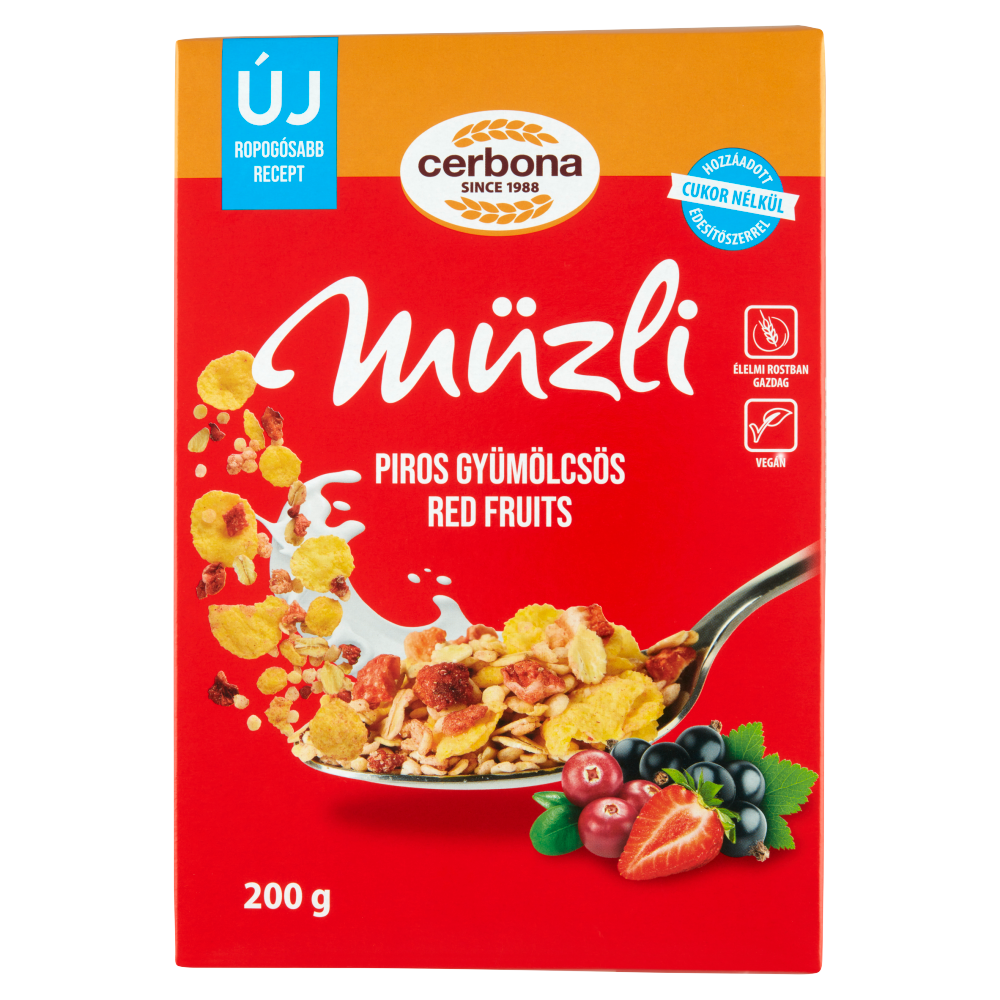 ÚJ
ROPOGÓSABB
RECEPT
cerbona
SINCE 1988
HOZZÁADOTT
CUKOR NÉLKÜL
ÉDESÍTŐSZERREL
müzli
ÉLELMI ROSTBAN
GAZDAG
VEGÁN
PIROS GYÜMÖLCSÖS
RED FRUITS
200 g